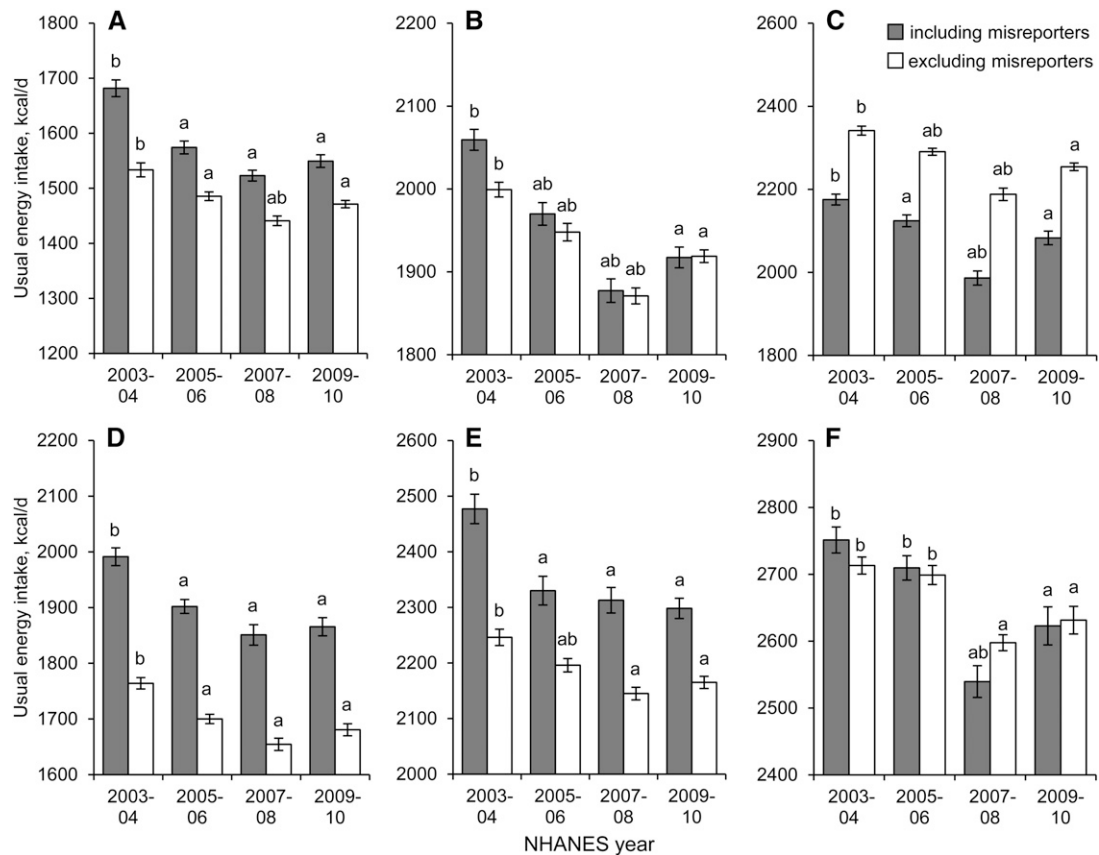 A
B
C
including misreporters
excluding misreporters
Usual energy intake, kcal/d
1800
1700
1600
1500
1400
1300
1200
b
b
a
a
a
ab
a
a
2003-
04
2005-
06
2007-
08
2009-
10
2200
2100
2000
1900
1800
b
b
ab
ab
ab
ab
a
a
2003-
04
2005-
06
2007-
08
2009-
10
2600
2400
2200
2000
1800
b
b
a
ab
ab
ab
a
a
2003-
04
2005-
06
2007-
08
2009-
10
D
E
F
Usual energy intake, kcal/d
2200
2100
2000
1900
1800
1700
1600
b
b
a
a
a
a
a
a
2003-
04
2005-
06
2007-
08
2009-
10
2600
2500
2400
2300
2200
2100
2000
b
b
a
ab
a
a
a
a
2003-
04
2005-
06
2007-
08
2009-
10
2900
2800
2700
2600
2500
2400
b
b
b
b
ab
a
a
a
2003-
04
2005-
06
2007-
08
2009-
10
NHANES year